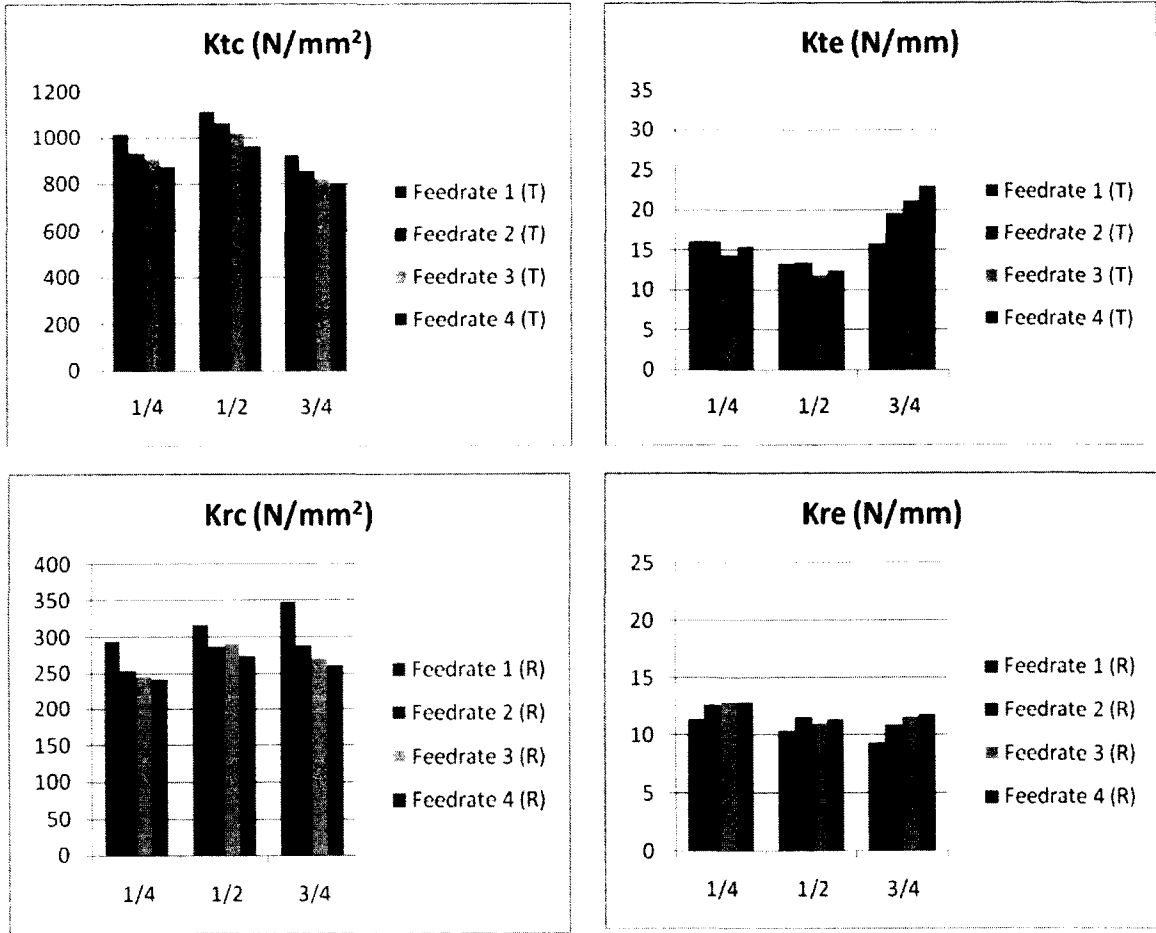 Ktc (N/mm²)
1200
1000
800
600
400
200
0
1/4 1/2 3/4
Feedrate 1 (T)
Feedrate 2 (T)
Feedrate 3 (T)
Feedrate 4 (T)
Kte (N/mm)
35
30
25
20
15
10
5
0
1/4 1/2 3/4
Feedrate 1 (T)
Feedrate 2 (T)
Feedrate 3 (T)
Feedrate 4 (T)
Krc (N/mm²)
400
350
300
250
200
150
100
50
0
1/4 1/2 3/4
Feedrate 1 (R)
Feedrate 2 (R)
Feedrate 3 (R)
Feedrate 4 (R)
Kre (N/mm)
25
20
15
10
5
0
1/4 1/2 3/4
Feedrate 1 (R)
Feedrate 2 (R)
Feedrate 3 (R)
Feedrate 4 (R)